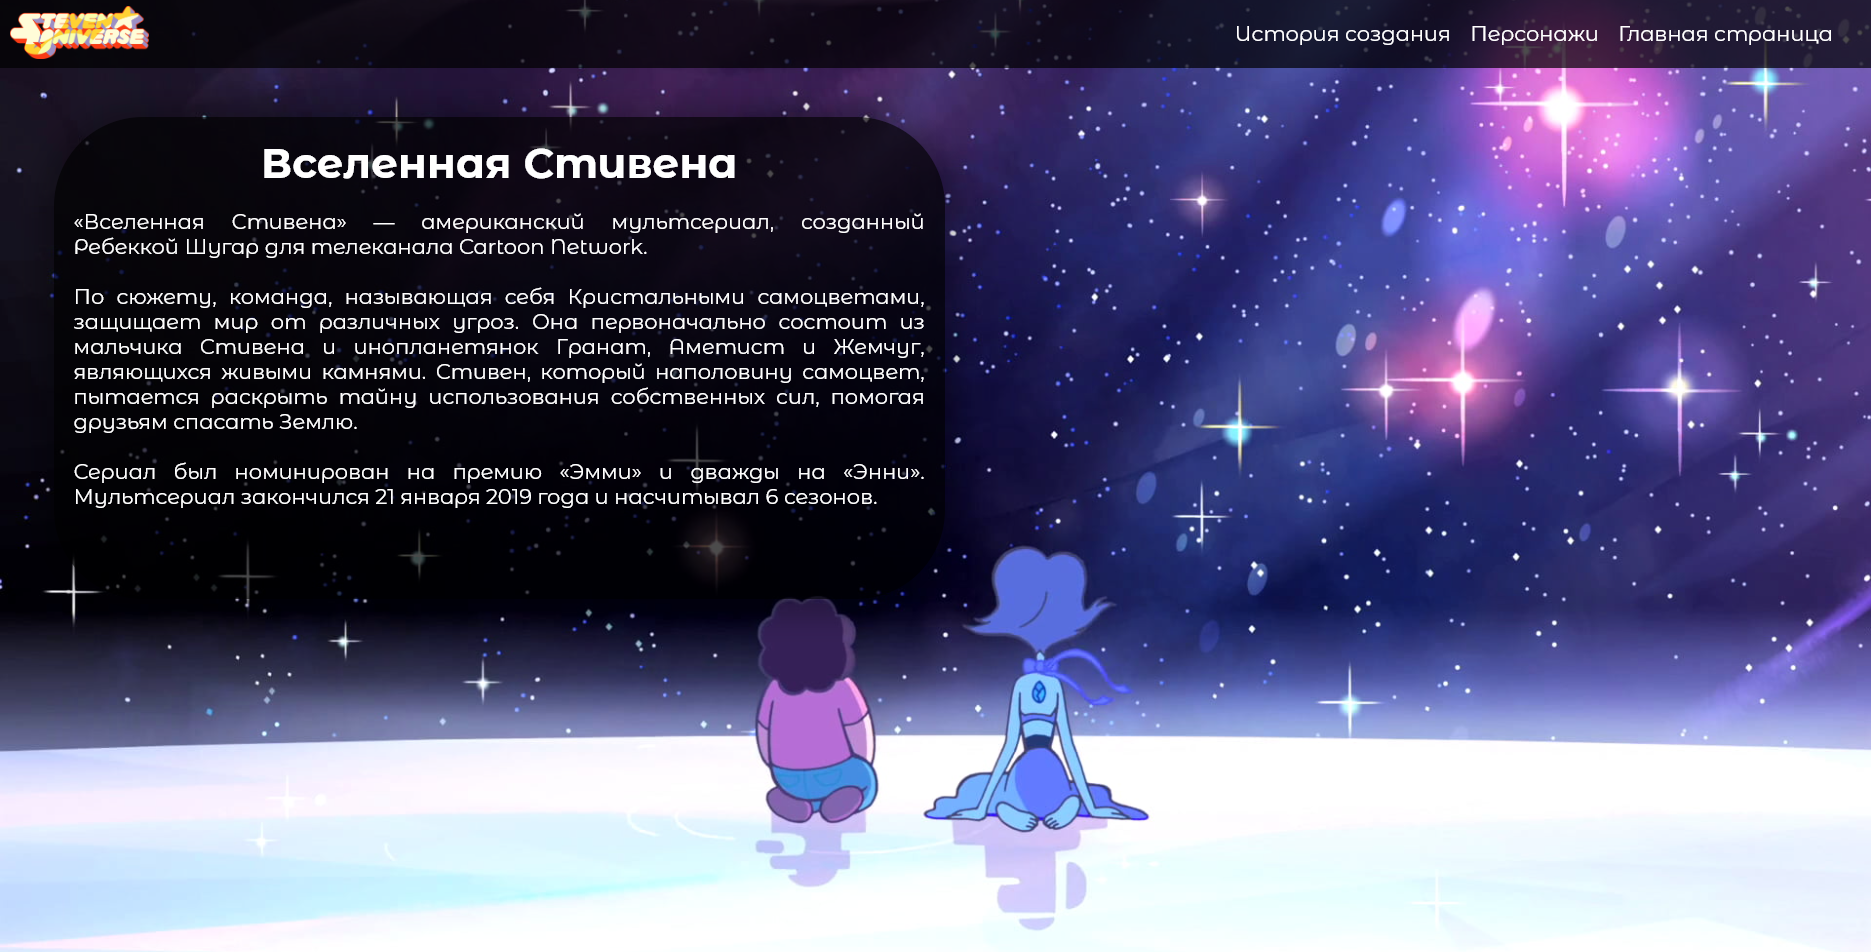 STEVEN
UNIVERSE
История создания Персонажи Главная страница
Вселенная Стивена
«Вселенная Стивена» — американский мультсериал, созданный
Ребеккой Шугар для телеканала Cartoon Network.
По сюжету, команда, называющая себя Кристальными самоцветами,
защищает мир от различных угроз. Она первоначально состоит из
мальчика Стивена и инопланетянок Гранат, Аметист и Жемчуг,
являющихся живыми камнями. Стивен, который наполовину самоцвет,
пытается раскрыть тайну использования собственных сил, помогая
друзьям спасать Землю.
Сериал был номинирован на премию «Эмми» и дважды на «Энни».
Мультсериал закончился 21 января 2019 года и насчитывал 6 сезонов.